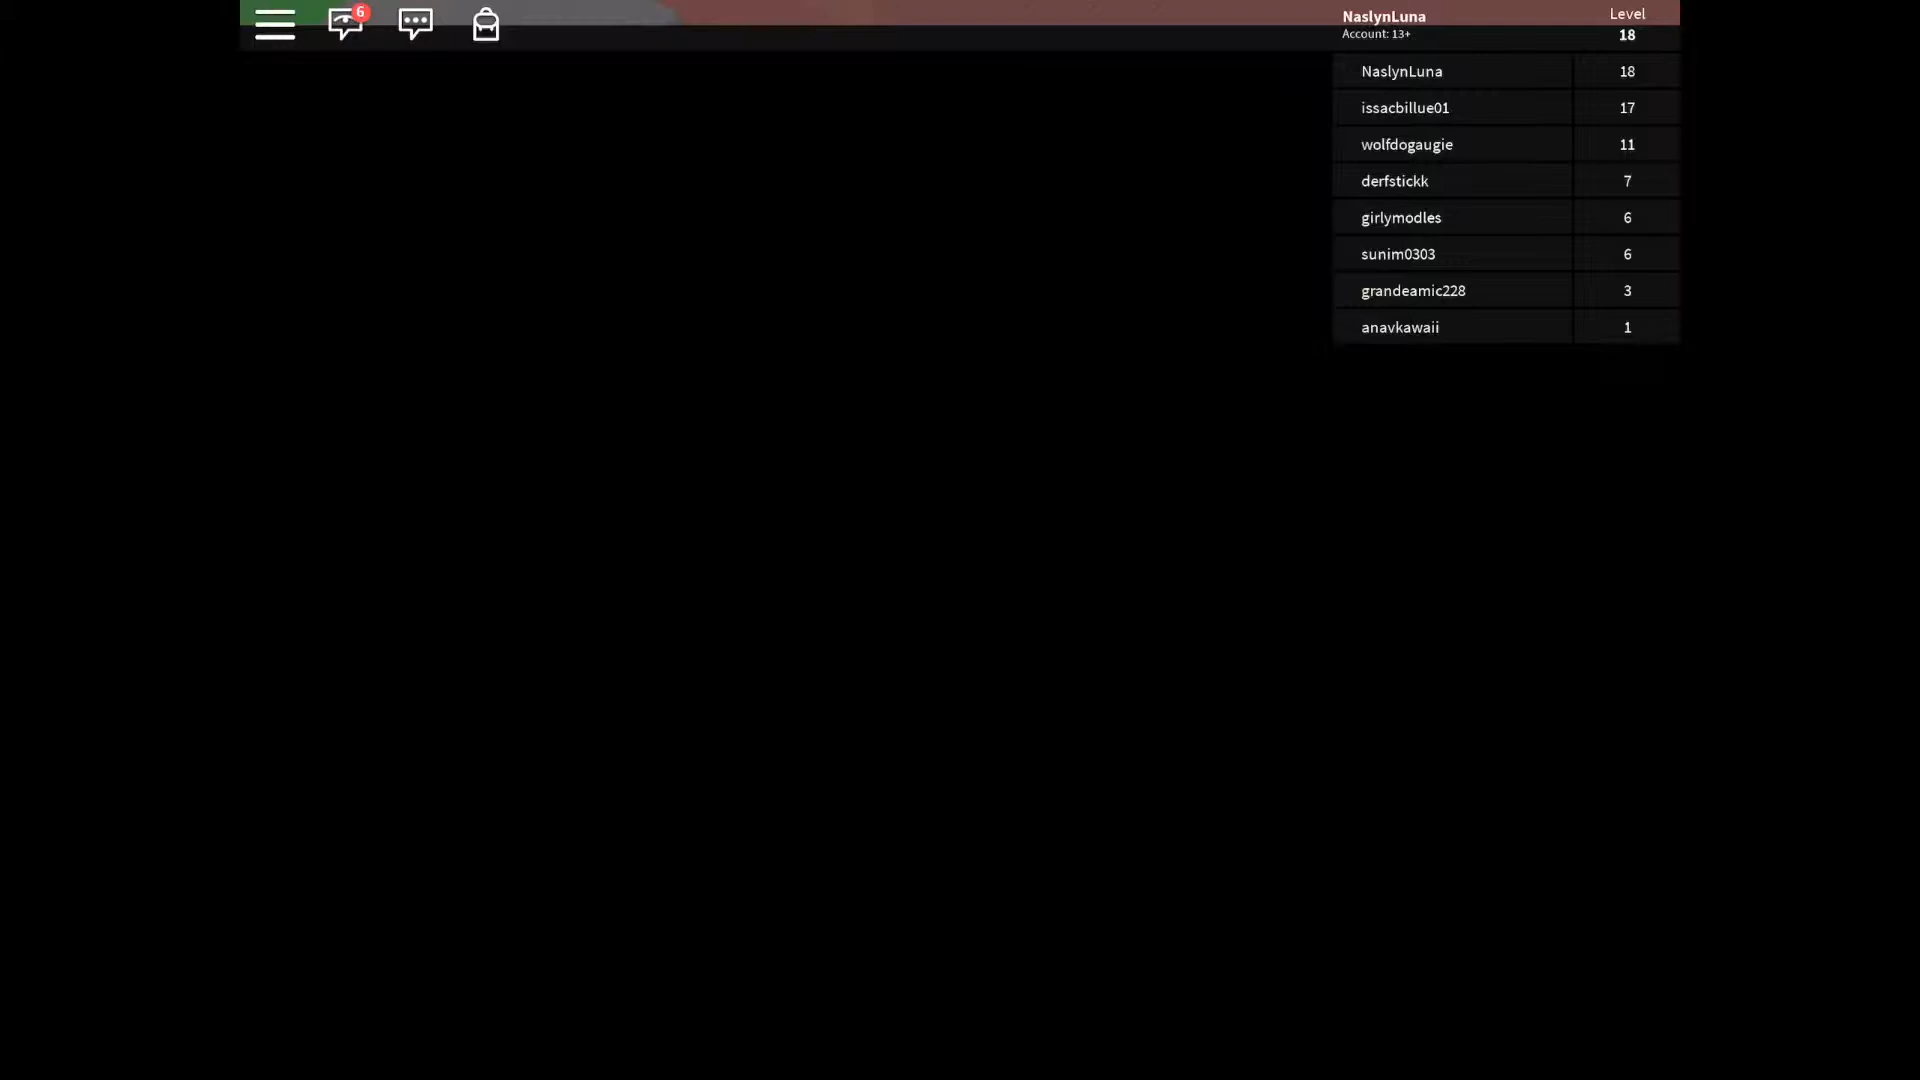 6
NaslynLuna Level
Account: 13+ 18
NaslynLuna 18
issacbillue01 17
wolfdogaugie 11
derfstickk 7
girlymodles 6
sunim0303 6
grandeamic228 3
anavkawaii 1